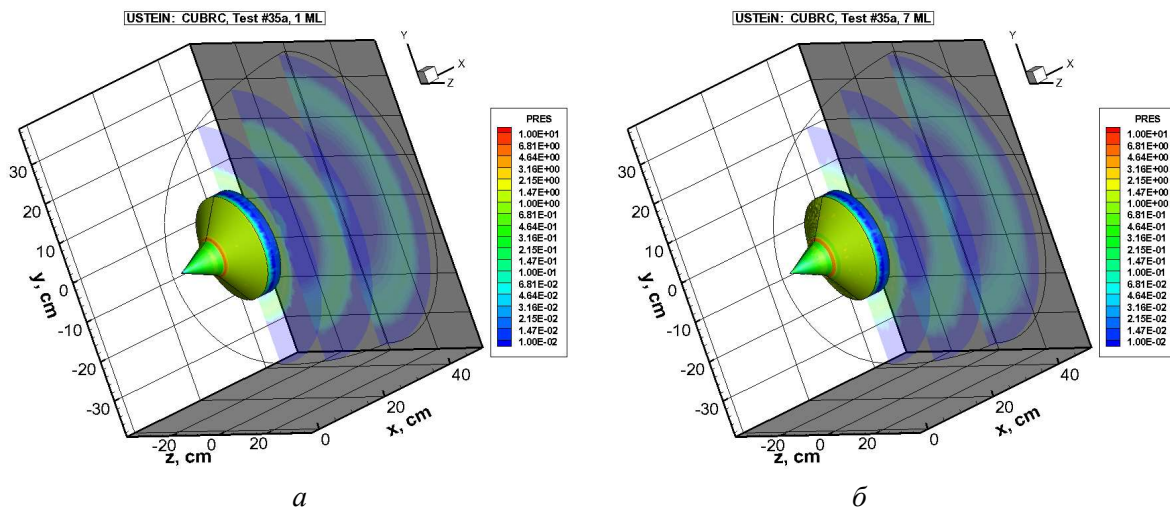 USTEIN: CUBRC, Test #35a, 1 ML
Y
X
Z
PRES
1.00E+01
6.81E+00
4.64E+00
3.16E+00
2.15E+00
1.47E+00
1.00E+00
6.81E-01
4.64E-01
3.16E-01
2.15E-01
1.47E-01
1.00E-01
6.81E-02
4.64E-02
3.16E-02
2.15E-02
1.47E-02
1.00E-02
30
20
10
0
-10
-20
-30
y, cm
-20
0
20
z, cm
0
20
40
x, cm
а
USTEiN: CUBRC, Test #35a, 7 ML
Y
X
Z
PRES
1.00E+01
6.81E+00
4.64E+00
3.16E+00
2.15E+00
1.47E+00
1.00E+00
6.81E-01
4.64E-01
3.16E-01
2.15E-01
1.47E-01
1.00E-01
6.81E-02
4.64E-02
3.16E-02
2.15E-02
1.47E-02
1.00E-02
30
20
10
0
-10
-20
-30
y, cm
-20
0
20
z, cm
0
20
40
x, cm
б